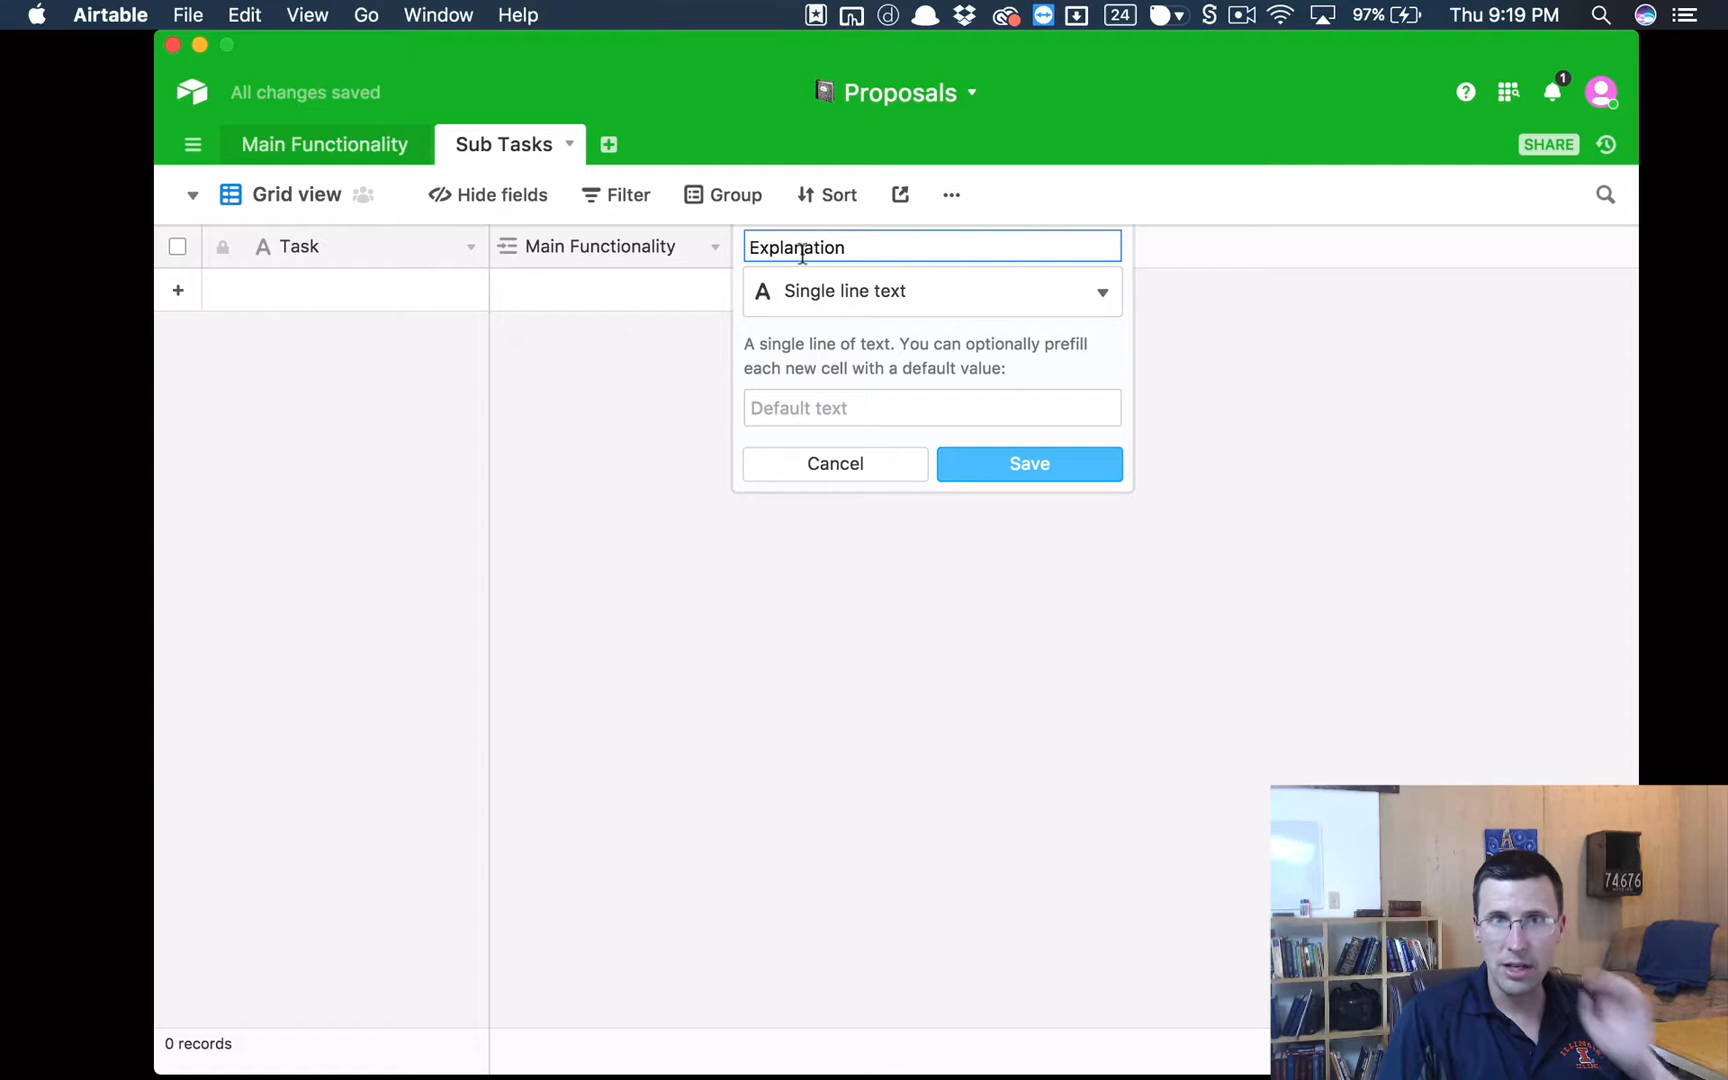 Airtable File Edit View Go Window Help 24 97% Thu 9:19 PM
All changes saved Proposals 1
Main Functionality Sub Tasks SHARE
Grid view Hide fields Filter Group Sort
A Task Main Functionality Explanation
A Single line text
A single line of text. You can optionally prefill
each new cell with a default value:
Default text
Cancel Save
0 records
74676
ILLINOIS